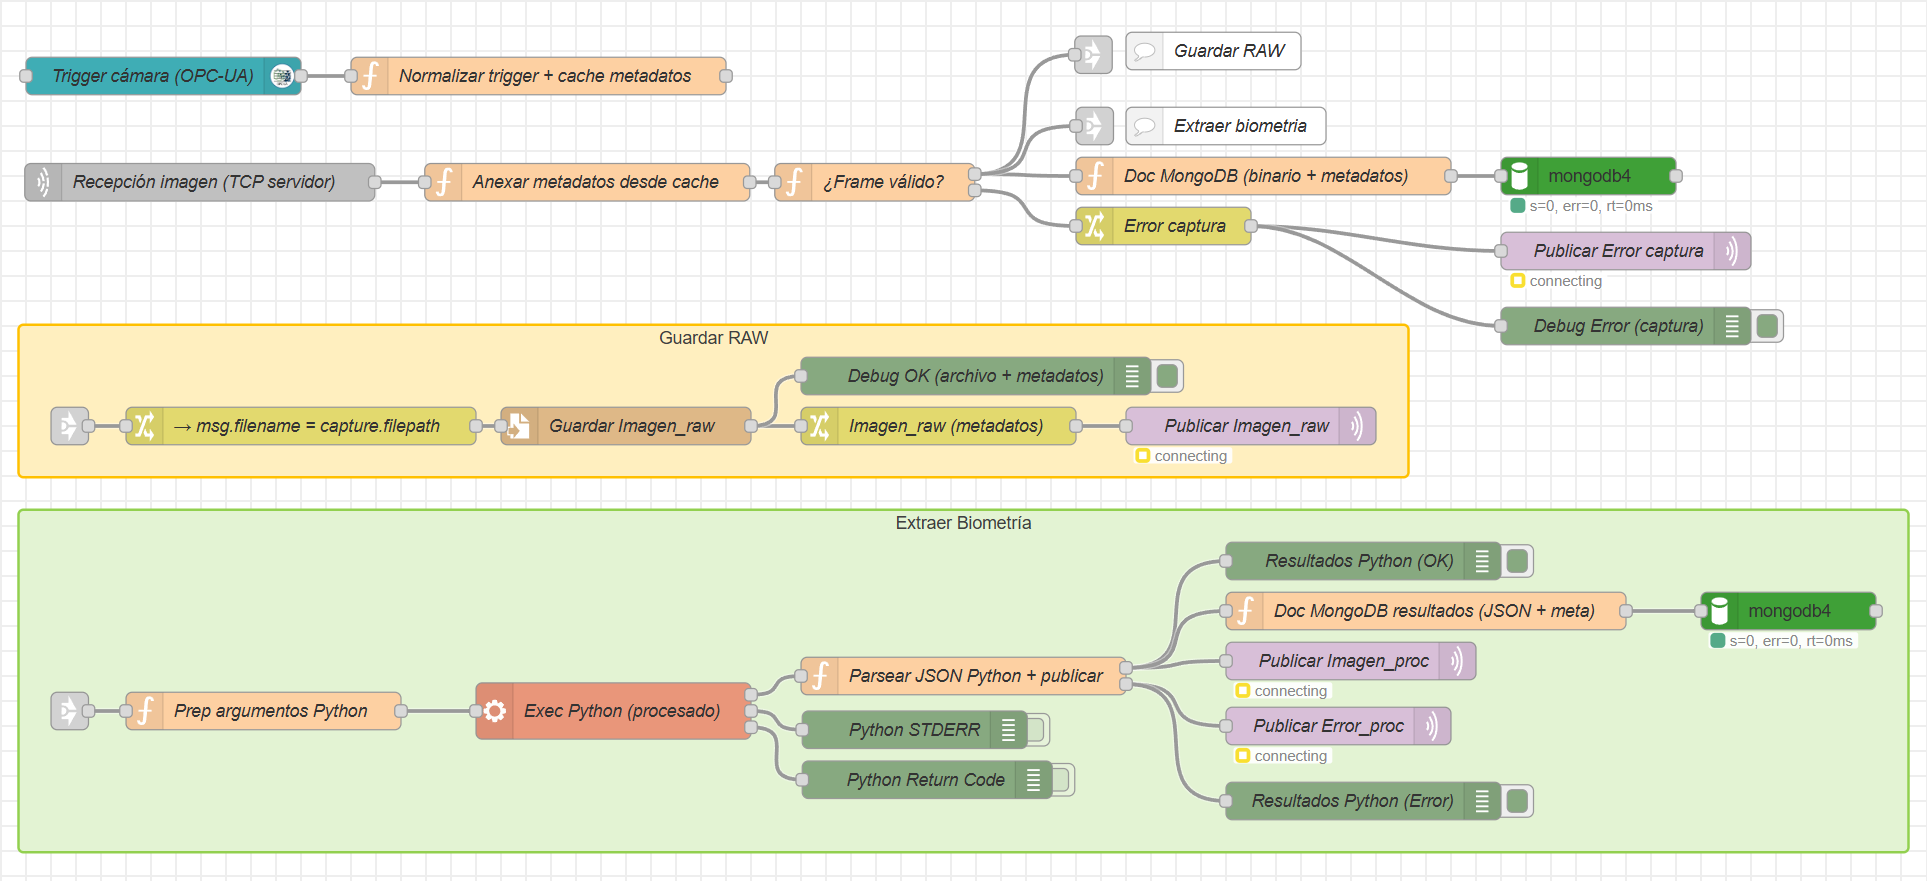 Trigger cámara (OPC-UA)
Normalizar trigger + cache metadatos
Guardar RAW
Extraer biometria
Recepción imagen (TCP servidor)
Anexar metadatos desde cache
¿Frame válido?
Doc MongoDB (binario + metadatos)
mongodb4
s=0, err=0, rt=0ms
Error captura
Publicar Error captura
connecting
Debug Error (captura)
Guardar RAW
Debug OK (archivo + metadatos)
→ msg.filename = capture.filepath
Guardar Imagen_raw
Imagen_raw (metadatos)
Publicar Imagen_raw
connecting
Extraer Biometría
Resultados Python (OK)
Doc MongoDB resultados (JSON + meta)
mongodb4
s=0, err=0, rt=0ms
Publicar Imagen_proc
connecting
Parsear JSON Python + publicar
Prep argumentos Python
Exec Python (procesado)
Python STDERR
Publicar Error_proc
connecting
Python Return Code
Resultados Python (Error)